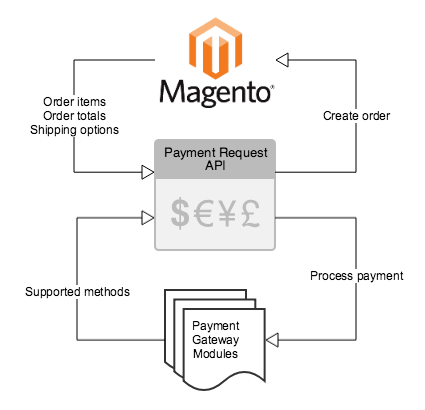 Magento®
Order items
Order totals
Shipping options
Create order
Payment Request
API
$€¥£
Process payment
Supported methods
Payment
Gateway
Modules